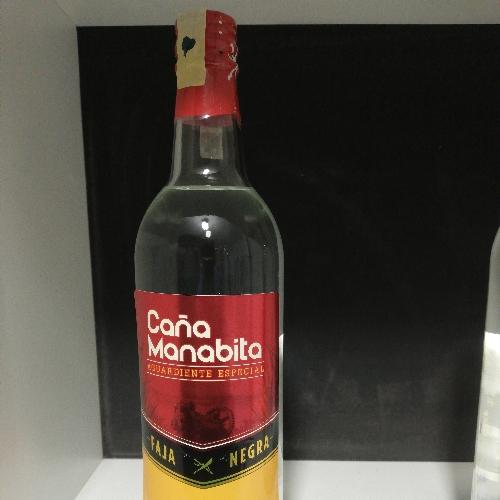 Caña
Manabita
AGUARDIENTE ESPECIAL
FAJA NEGRA